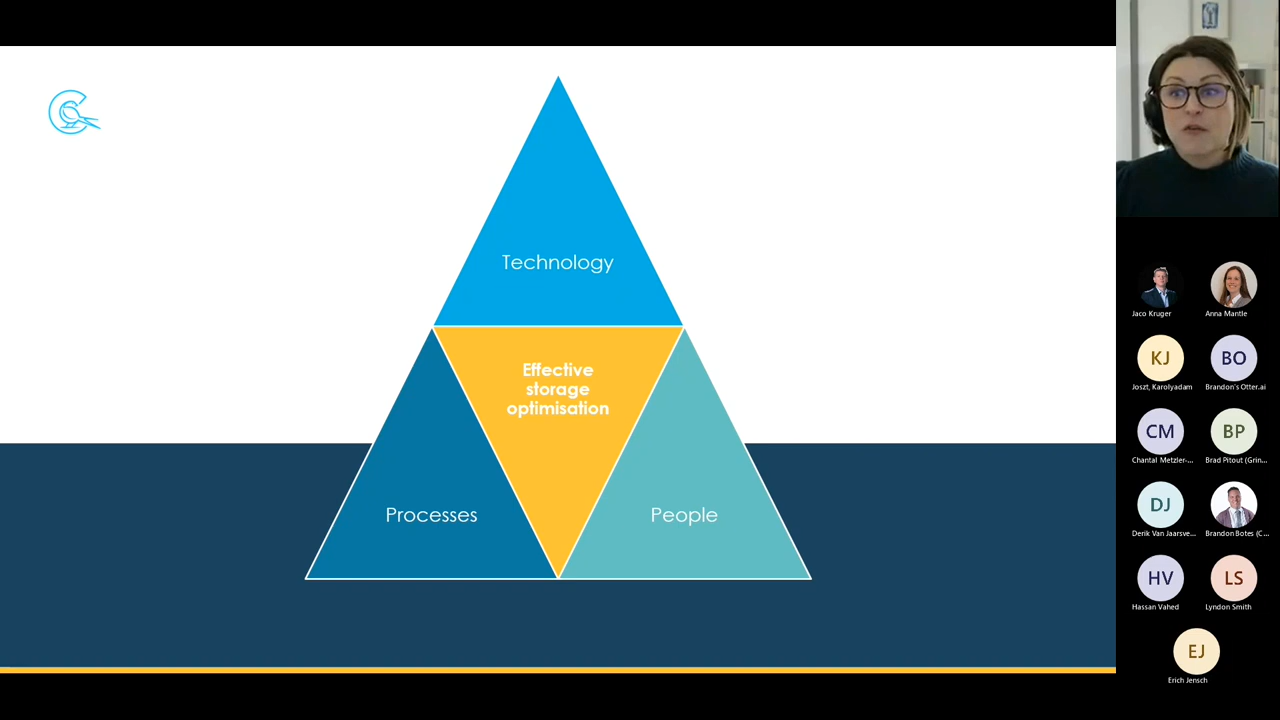 Technology
Effective
storage
optimisation
Processes
People
Jaco Kruger
Anna Mantle
KJ
BO
Joszt, Karolyadam
Brandon's Otter.ai
CM
BP
Chantal Metzler-...
Brad Pitout (Grin...
DJ
Derik Van Jaarsve...
Brandon Botes (C...
HV
LS
Hassan Vahed
Lyndon Smith
EJ
Erich Jensch